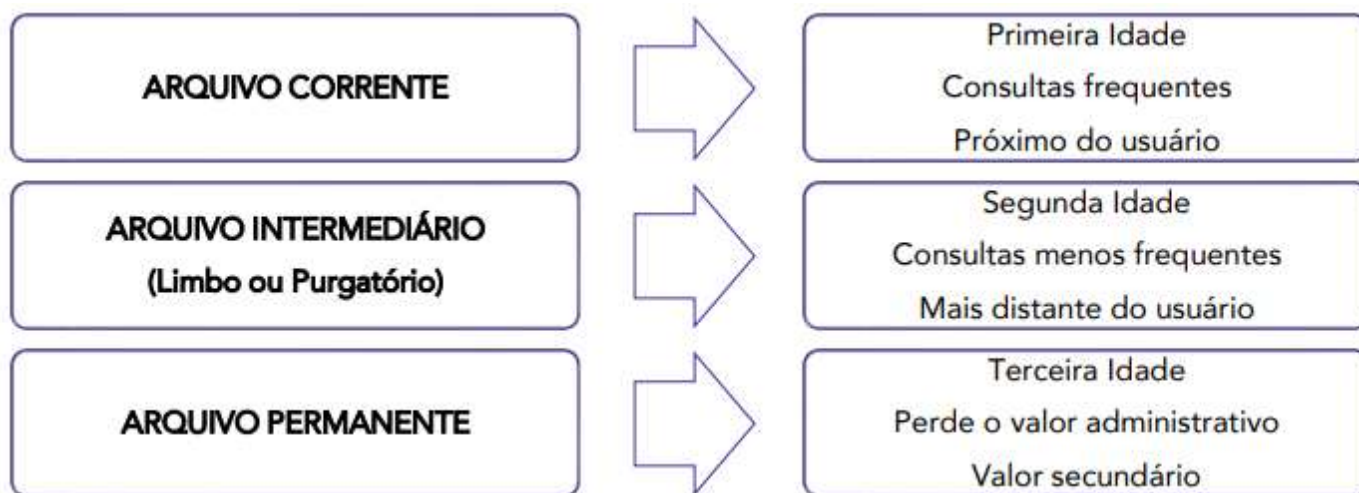 ARQUIVO CORRENTE
Primeira Idade
Consultas frequentes
Próximo do usuário
ARQUIVO INTERMEDIÁRIO
(Limbo ou Purgatório)
Segunda Idade
Consultas menos frequentes
Mais distante do usuário
ARQUIVO PERMANENTE
Terceira Idade
Perde o valor administrativo
Valor secundário